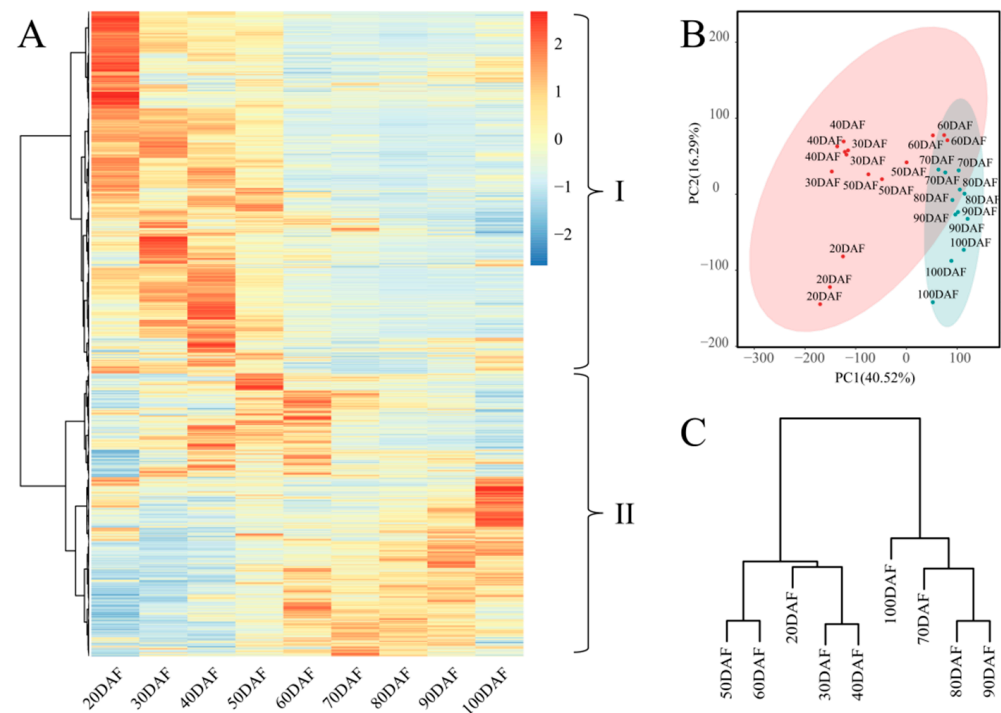 A
2
1
0
−1
−2
I
II
20DAF
30DAF
40DAF
50DAF
60DAF
70DAF
80DAF
90DAF
100DAF
B
PC2(16.29%)
200
100
0
−100
−200
40DAF
60DAF
40DAF
30DAF
60DAF
60DAF
40DAF
30DAF
70DAF
70DAF
30DAF
50DAF
50DAF
50DAF
70DAF
80DAF
80DAF
80DAF
90DAF
90DAF
90DAF
100DAF
20DAF
100DAF
20DAF
20DAF
100DAF
−300
−200
−100
0
100
PC1(40.52%)
C
50DAF
60DAF
20DAF
30DAF
40DAF
100DAF
70DAF
80DAF
90DAF